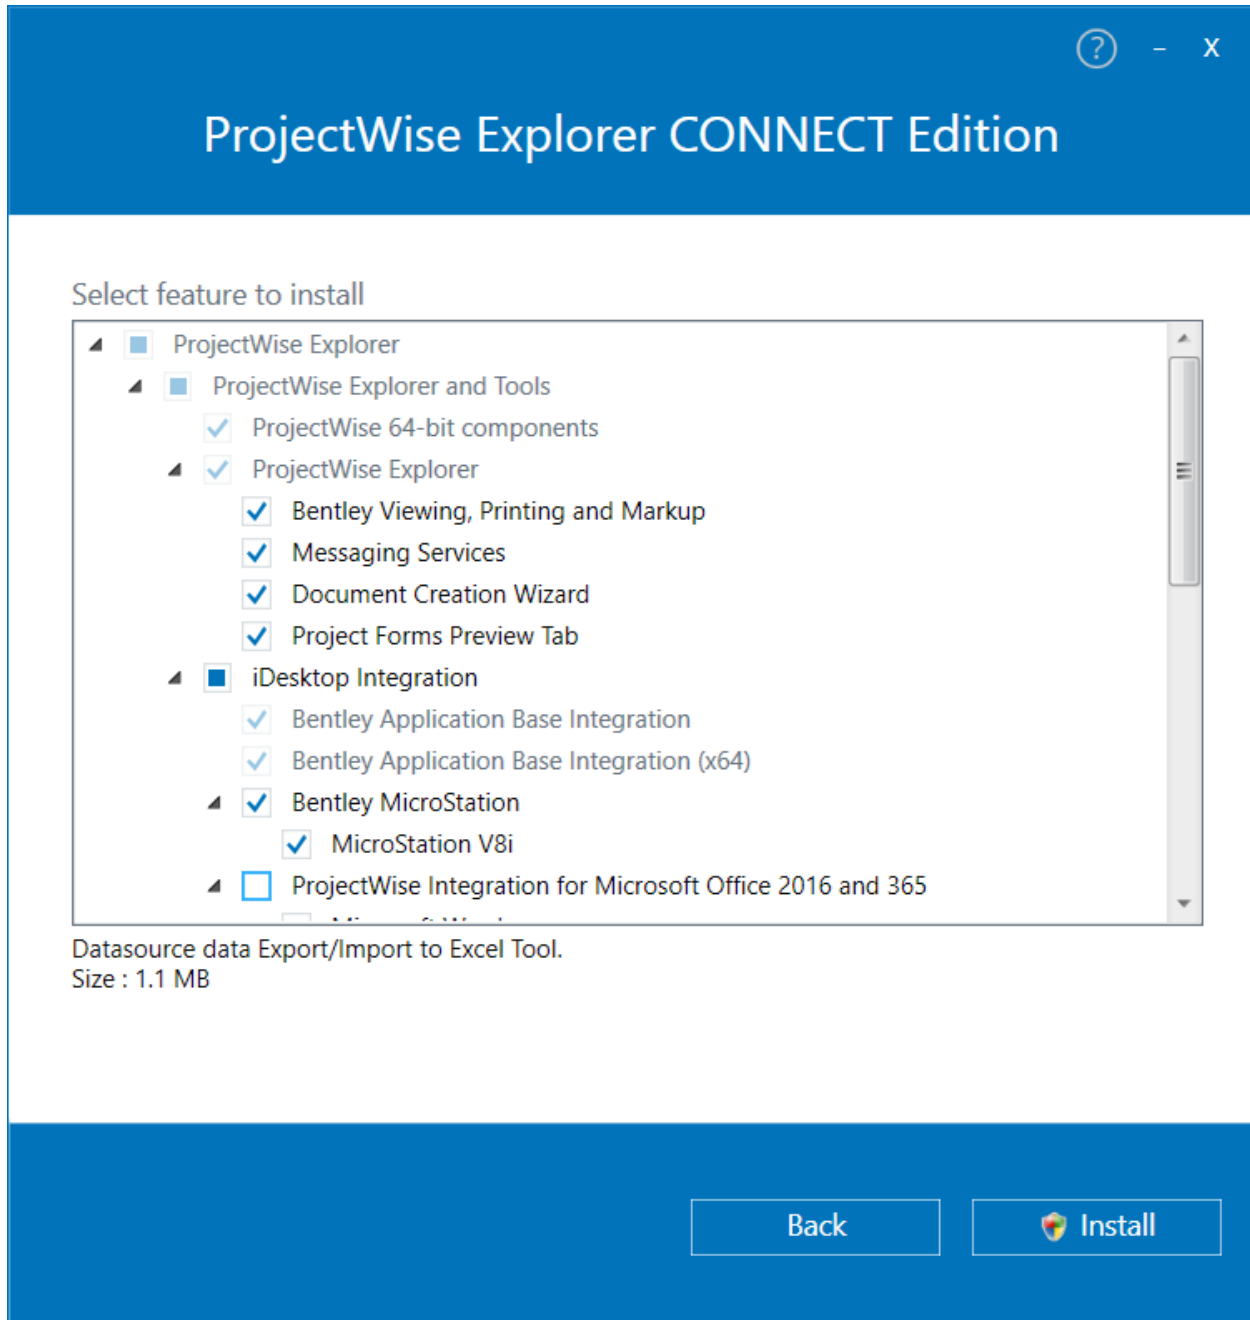 ? – X
ProjectWise Explorer CONNECT Edition
Select feature to install
ProjectWise Explorer
ProjectWise Explorer and Tools
ProjectWise 64-bit components
ProjectWise Explorer
Bentley Viewing, Printing and Markup
Messaging Services
Document Creation Wizard
Project Forms Preview Tab
iDesktop Integration
Bentley Application Base Integration
Bentley Application Base Integration (x64)
Bentley MicroStation
MicroStation V8i
ProjectWise Integration for Microsoft Office 2016 and 365
Datasource data Export/Import to Excel Tool.
Size : 1.1 MB
Back
Install